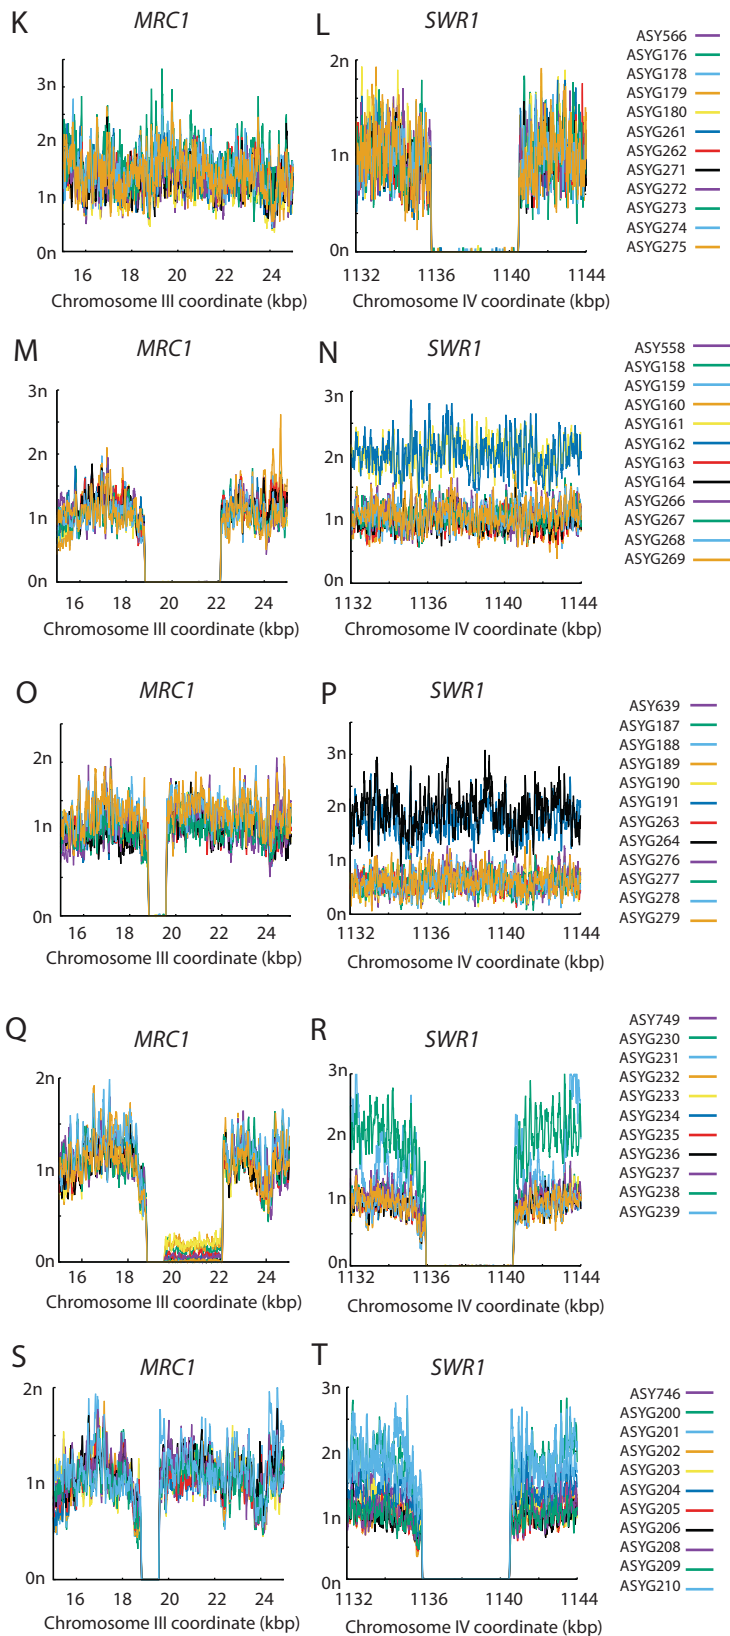 K MRC1
3n
2n
1n
0n
16 18 20 22 24
Chromosome III coordinate (kbp)
L SWR1
2n
1n
0n
1132 1136 1140 1144
Chromosome IV coordinate (kbp)
ASY566
ASYG176
ASYG178
ASYG179
ASYG180
ASYG261
ASYG262
ASYG271
ASYG272
ASYG273
ASYG274
ASYG275
M MRC1
3n
2n
1n
0n
16 18 20 22 24
Chromosome III coordinate (kbp)
N SWR1
3n
2n
1n
0n
1132 1136 1140 1144
Chromosome IV coordinate (kbp)
ASY558
ASYG158
ASYG159
ASYG160
ASYG161
ASYG162
ASYG163
ASYG164
ASYG266
ASYG267
ASYG268
ASYG269
O MRC1
2n
1n
0n
16 18 20 22 24
Chromosome III coordinate (kbp)
P SWR1
3n
2n
1n
0n
1132 1136 1140 1144
Chromosome IV coordinate (kbp)
ASY639
ASYG187
ASYG188
ASYG189
ASYG190
ASYG191
ASYG263
ASYG264
ASYG276
ASYG277
ASYG278
ASYG279
Q MRC1
2n
1n
0n
16 18 20 22 24
Chromosome III coordinate (kbp)
R SWR1
3n
2n
1n
0n
1132 1136 1140 1144
Chromosome IV coordinate (kbp)
ASY749
ASYG230
ASYG231
ASYG232
ASYG233
ASYG234
ASYG235
ASYG236
ASYG237
ASYG238
ASYG239
S MRC1
2n
1n
0n
16 18 20 22 24
Chromosome III coordinate (kbp)
T SWR1
3n
2n
1n
0n
1132 1136 1140 1144
Chromosome IV coordinate (kbp)
ASY746
ASYG200
ASYG201
ASYG202
ASYG203
ASYG204
ASYG205
ASYG206
ASYG208
ASYG209
ASYG210